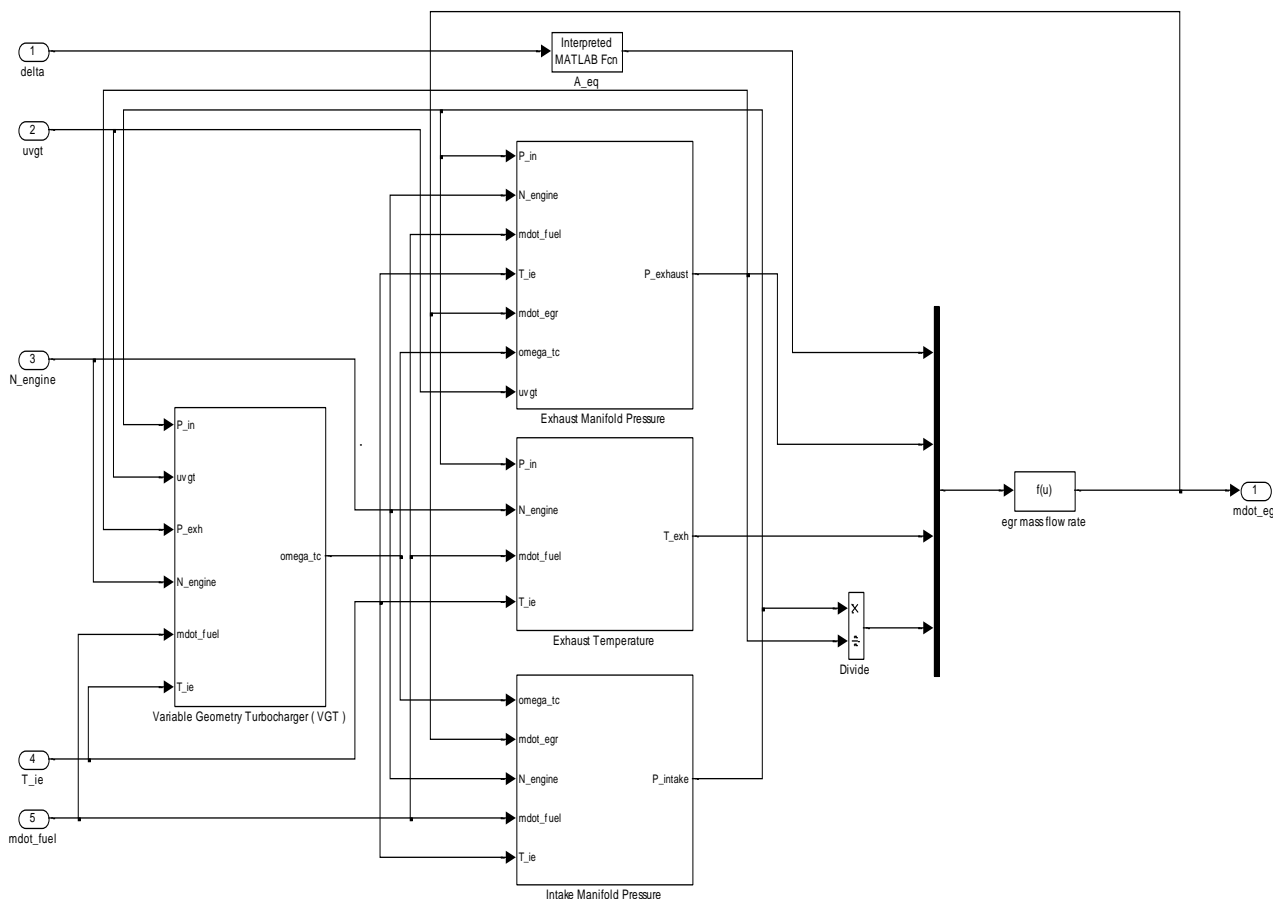 1
delta
Interpreted
MATLAB Fcn
A_eq
2
uvgt
P_in
N_engine
mdot_fuel
T_ie
mdot_egr
omega_tc
uvgt
P_exhaust
Exhaust Manifold Pressure
3
N_engine
P_in
uvgt
P_exh
N_engine
mdot_fuel
T_ie
omega_tc
Variable Geometry Turbocharger ( VGT )
P_in
N_engine
mdot_fuel
T_ie
T_exh
Exhaust Temperature
×
÷
Divide
f(u)
egr mass flow rate
1
mdot_eg
omega_tc
mdot_egr
N_engine
mdot_fuel
T_ie
P_intake
Intake Manifold Pressure
4
T_ie
5
mdot_fuel